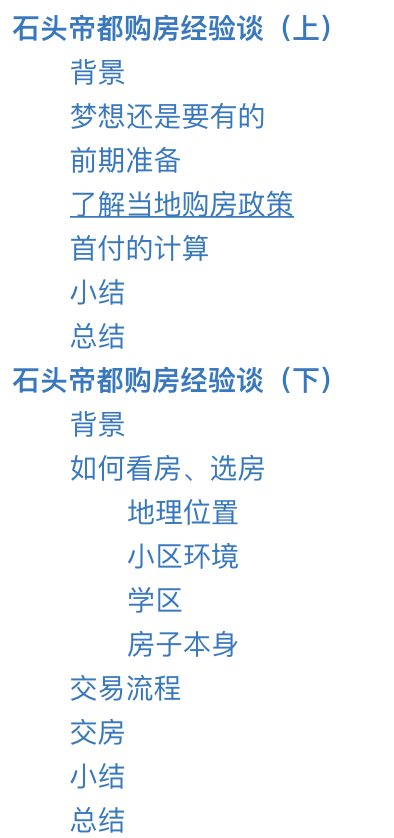 石头帝都购房经验谈（上）
背景
梦想还是要有的
前期准备
了解当地购房政策
首付的计算
小结
总结
石头帝都购房经验谈（下）
背景
如何看房、选房
地理位置
小区环境
学区
房子本身
交易流程
交房
小结
总结